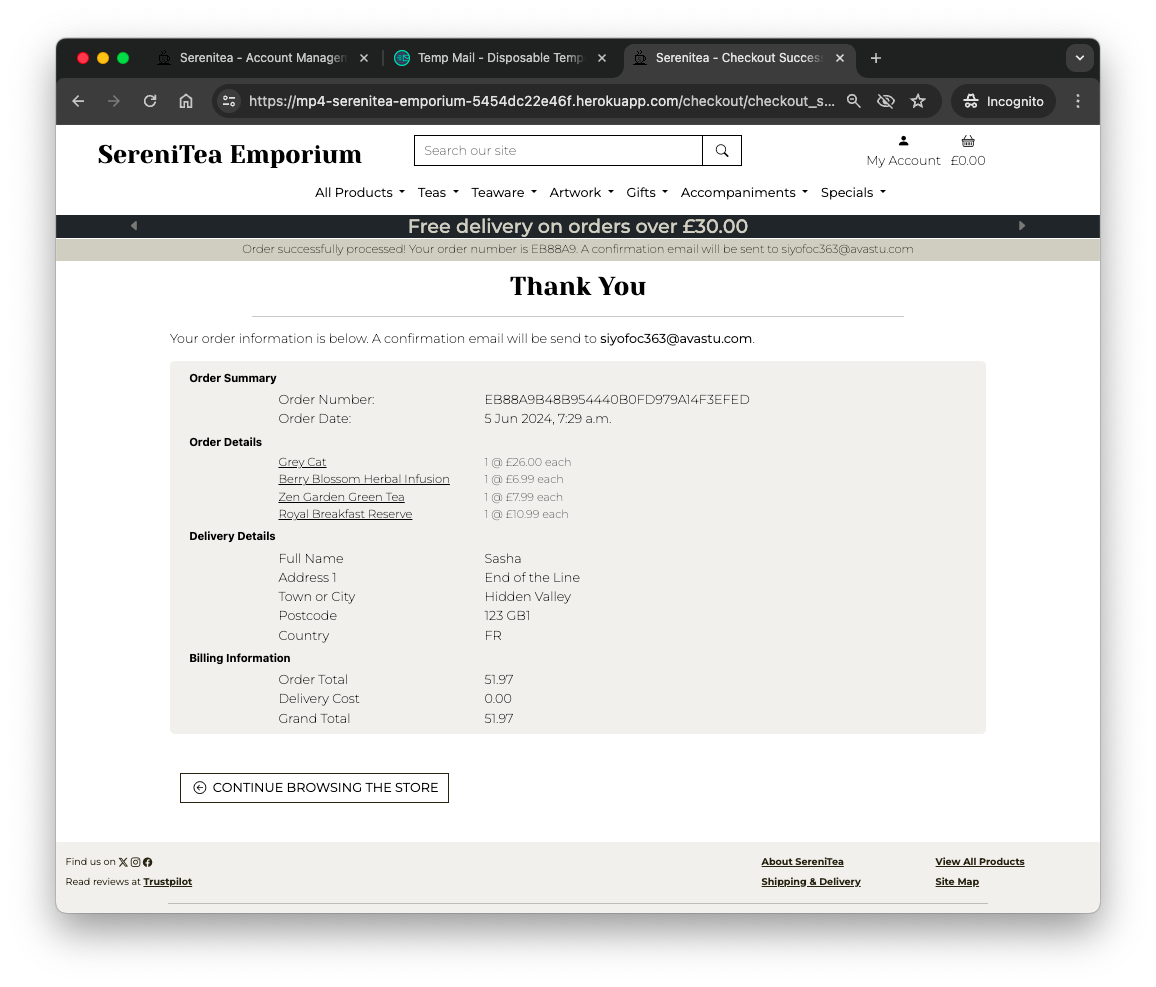 Serenitea - Account Managem
Temp Mail - Disposable Temp
Serenitea - Checkout Success
https://mp4-serenitea-emporium-5454dc22e46f.herokuapp.com/checkout/checkout_s...
Incognito
SereniTea Emporium
Search our site
My Account
£0.00
All Products Teas Teaware Artwork Gifts Accompaniments Specials
Free delivery on orders over £30.00
Order successfully processed! Your order number is EB88A9. A confirmation email will be sent to siyofoc363@avastu.com
Thank You
Your order information is below. A confirmation email will be send to siyofoc363@avastu.com.
Order Summary
Order Number: EB88A9B48B954440B0FD979A14F3EFED
Order Date: 5 Jun 2024, 7:29 a.m.
Order Details
Grey Cat 1 @ £26.00 each
Berry Blossom Herbal Infusion 1 @ £6.99 each
Zen Garden Green Tea 1 @ £7.99 each
Royal Breakfast Reserve 1 @ £10.99 each
Delivery Details
Full Name Sasha
Address 1 End of the Line
Town or City Hidden Valley
Postcode 123 GB1
Country FR
Billing Information
Order Total 51.97
Delivery Cost 0.00
Grand Total 51.97
CONTINUE BROWSING THE STORE
Find us on
About SereniTea View All Products
Read reviews at Trustpilot
Shipping & Delivery Site Map